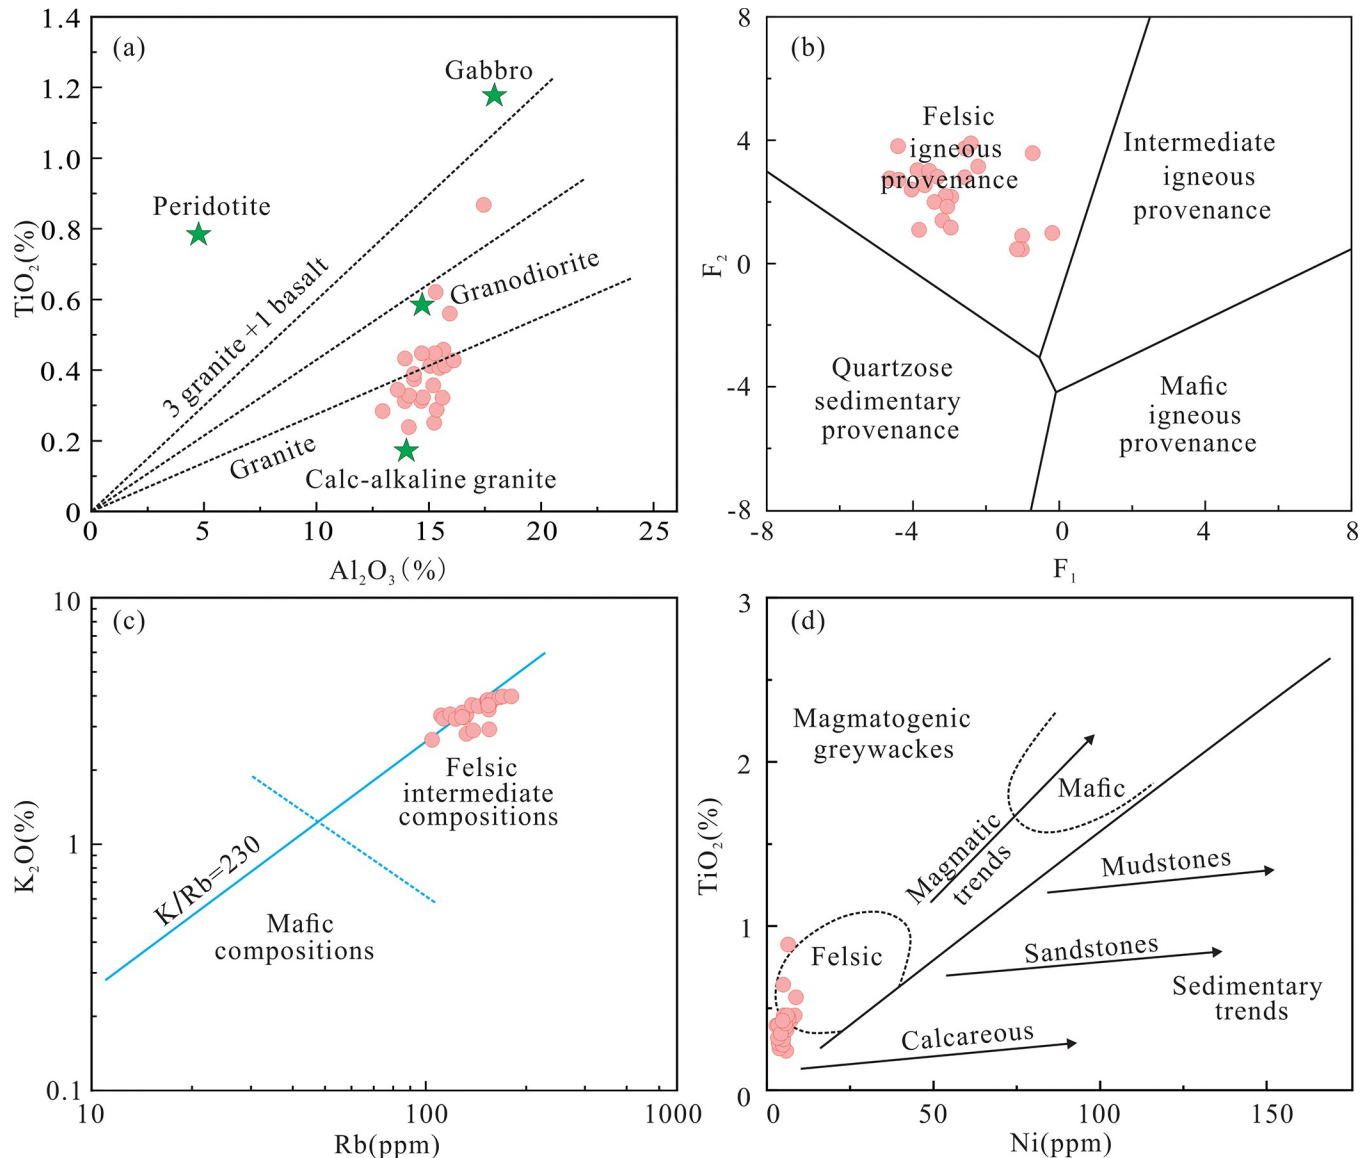 (a)
1.4
1.2
1.0
0.8
0.6
0.4
0.2
0
TiO₂(%)
Gabbro
Peridotite
3 granite +1 basalt
Granodiorite
Granite
Calc-alkaline granite
0 5 10 15 20 25
Al₂O₃(%)
(b)
8
4
0
-4
-8
F₂
Felsic
igneous
provenance
Intermediate
igneous
provenance
Quartzose
sedimentary
provenance
Mafic
igneous
provenance
-8 -4 0 4 8
F₁
(c)
10
1
0.1
K₂O(%)
K/Rb=230
Felsic
intermediate
compositions
Mafic
compositions
10 100 1000
Rb(ppm)
(d)
3
2
1
0
TiO₂(%)
Magmatogenic
greywackes
Mafic
Magmatic
trends
Mudstones
Felsic
Sandstones
Sedimentary
trends
Calcareous
0 50 100 150
Ni(ppm)